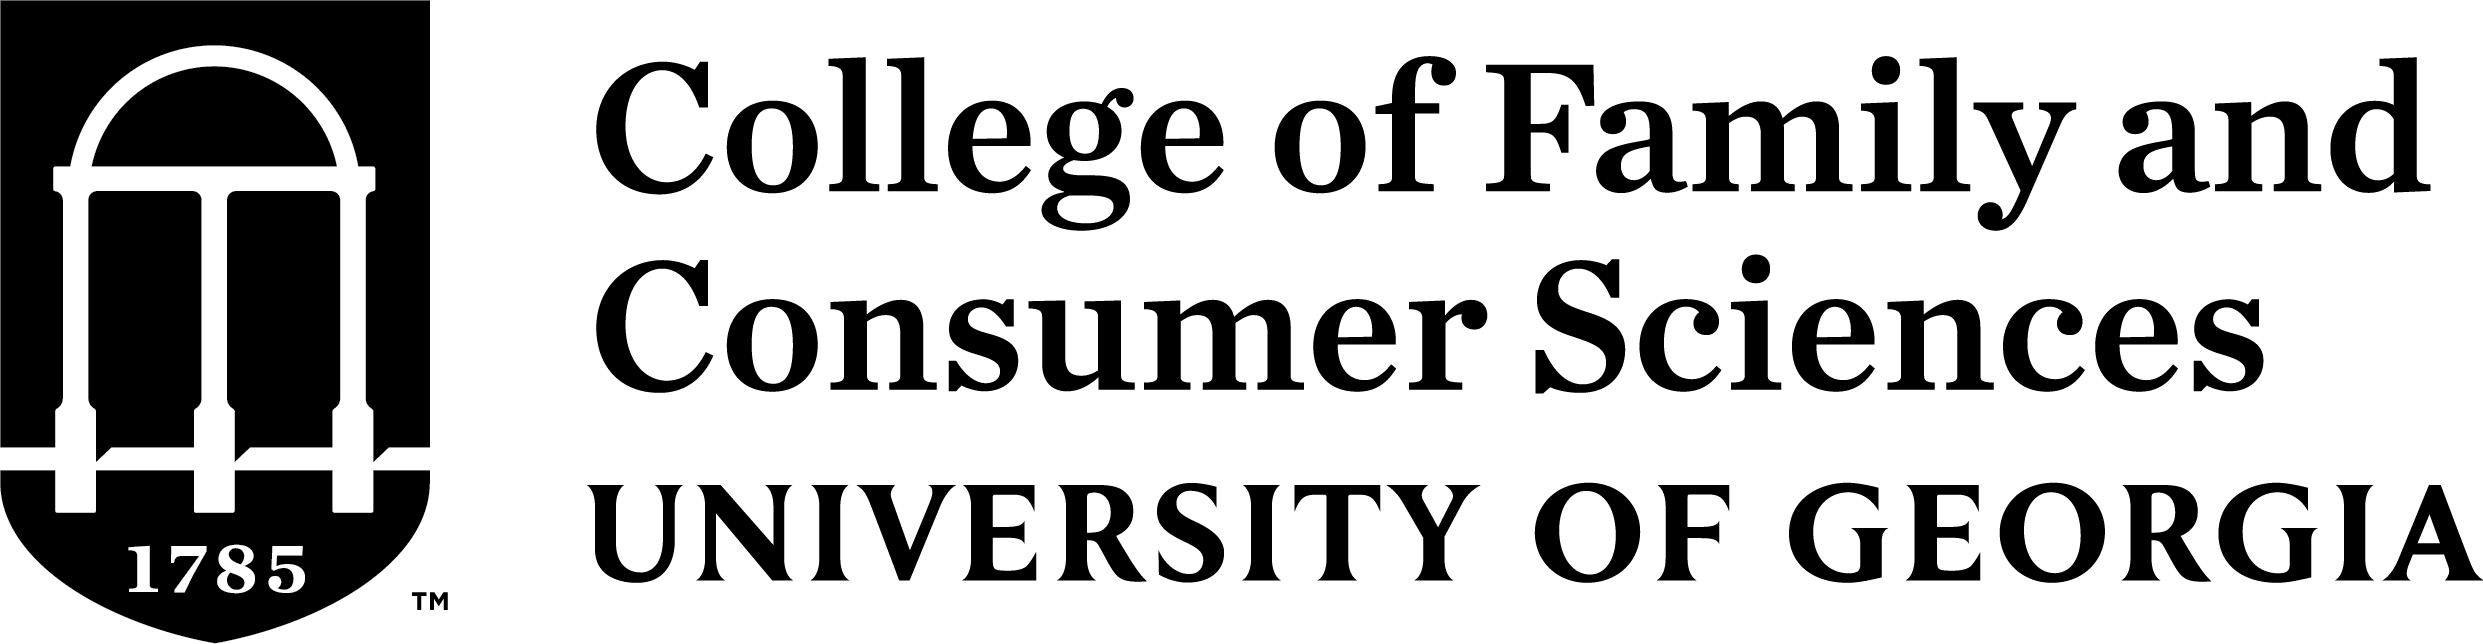 College of Family and
Consumer Sciences
UNIVERSITY OF GEORGIA
1785
TM